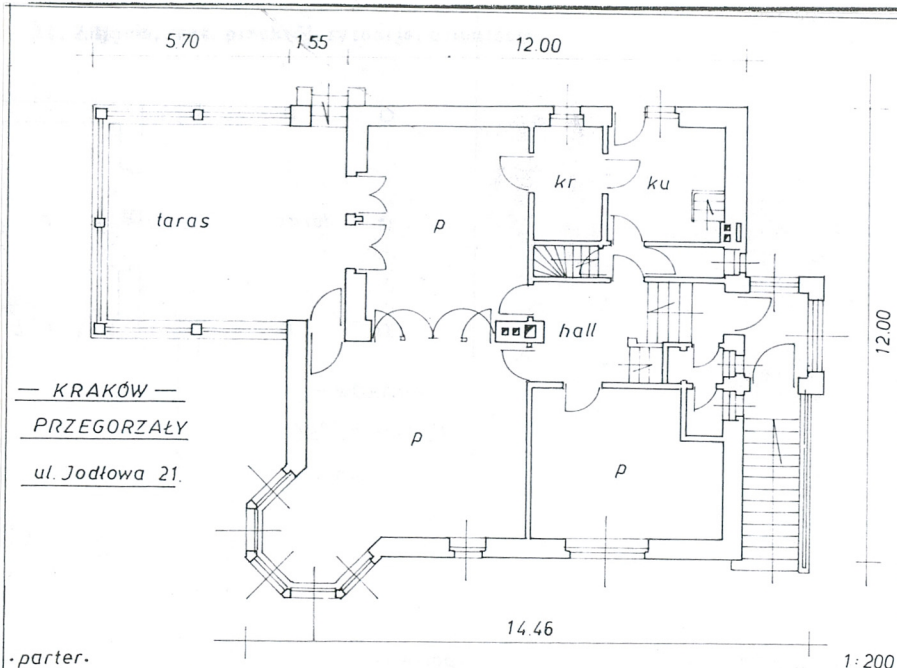 5.70 1.55 12.00
taras
p
kr
ku
hall
12.00
— KRAKÓW —
PRZEGORZAŁY
ul. Jodłowa 21.
p
p
14.46
.parter.
1:200